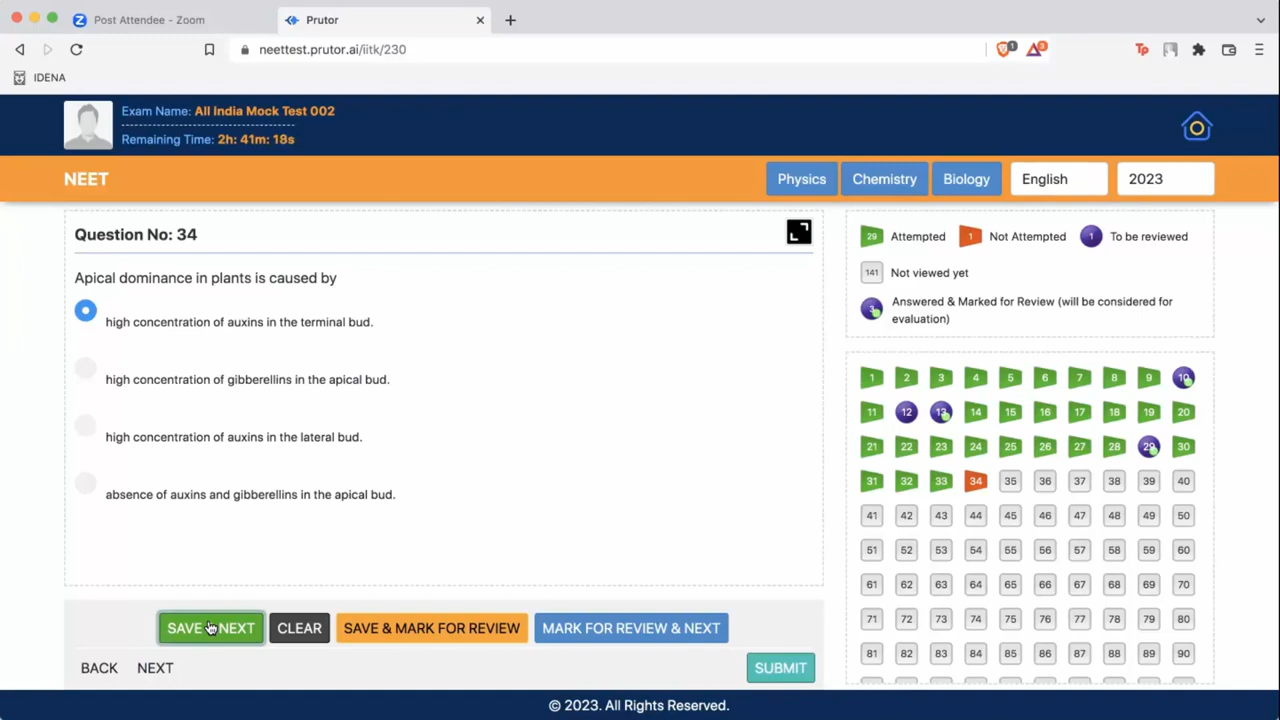 Post Attendee - Zoom
Prutor
neettest.prutor.ai/iitk/230
1
3
Tp
IDENA
Exam Name: All India Mock Test 002
Remaining Time: 2h: 41m: 18s
NEET
Physics
Chemistry
Biology
English
2023
Question No: 34
Apical dominance in plants is caused by
high concentration of auxins in the terminal bud.
high concentration of gibberellins in the apical bud.
high concentration of auxins in the lateral bud.
absence of auxins and gibberellins in the apical bud.
SAVE & NEXT
CLEAR
SAVE & MARK FOR REVIEW
MARK FOR REVIEW & NEXT
BACK
NEXT
SUBMIT
29 Attempted
1 Not Attempted
1 To be reviewed
141 Not viewed yet
3 Answered & Marked for Review (will be considered for
evaluation)
1 2 3 4 5 6 7 8 9 10
11 12 13 14 15 16 17 18 19 20
21 22 23 24 25 26 27 28 29 30
31 32 33 34 35 36 37 38 39 40
41 42 43 44 45 46 47 48 49 50
51 52 53 54 55 56 57 58 59 60
61 62 63 64 65 66 67 68 69 70
71 72 73 74 75 76 77 78 79 80
81 82 83 84 85 86 87 88 89 90
© 2023. All Rights Reserved.